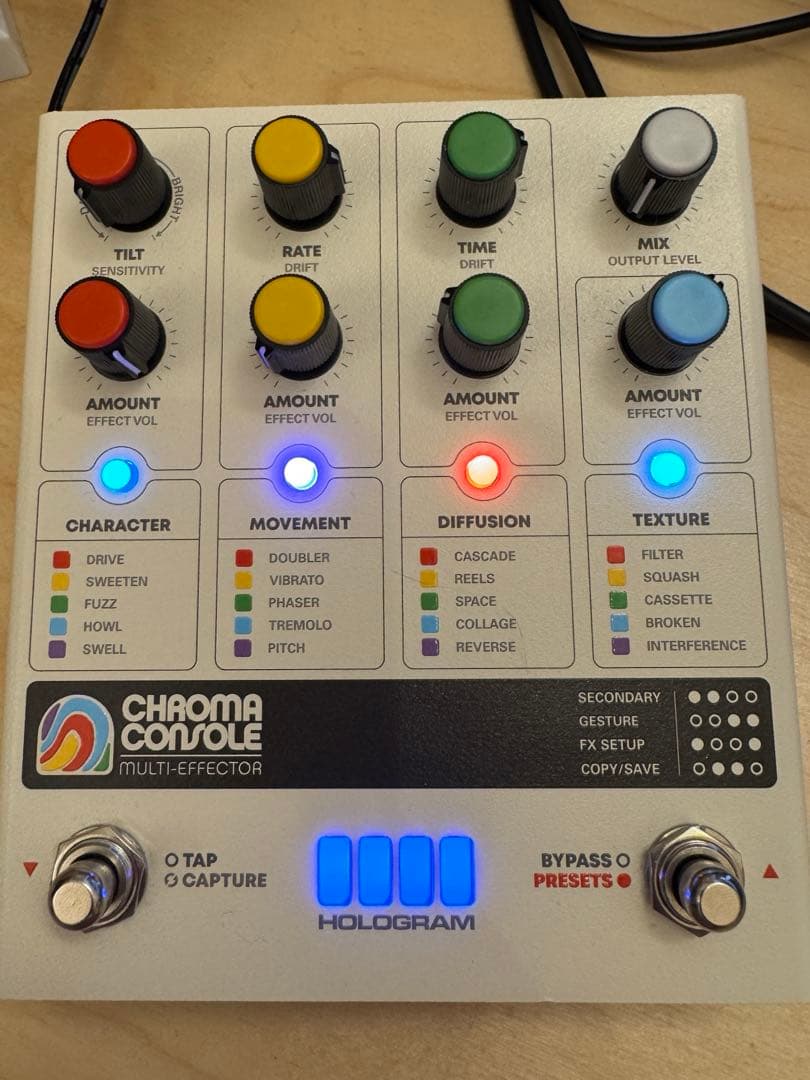 BRIGHT
TILT
SENSITIVITY
RATE
DRIFT
TIME
DRIFT
MIX
OUTPUT LEVEL
AMOUNT
EFFECT VOL
AMOUNT
EFFECT VOL
AMOUNT
EFFECT VOL
AMOUNT
EFFECT VOL
CHARACTER
DRIVE
SWEETEN
FUZZ
HOWL
SWELL
MOVEMENT
DOUBLER
VIBRATO
PHASER
TREMOLO
PITCH
DIFFUSION
CASCADE
REELS
SPACE
COLLAGE
REVERSE
TEXTURE
FILTER
SQUASH
CASSETTE
BROKEN
INTERFERENCE
CHROMA
CONSOLE
MULTI-EFFECTOR
SECONDARY
GESTURE
FX SETUP
COPY/SAVE
TAP
CAPTURE
HOLOGRAM
BYPASS
PRESETS